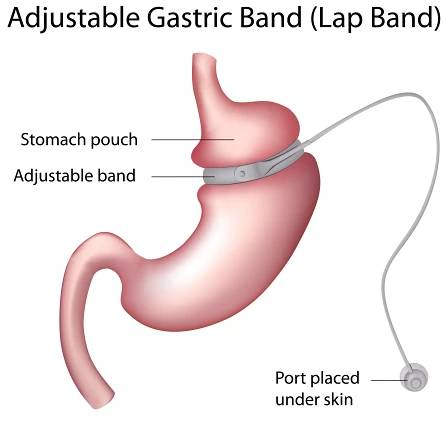 Adjustable Gastric Band (Lap Band)
Stomach pouch
Adjustable band
Port placed
under skin